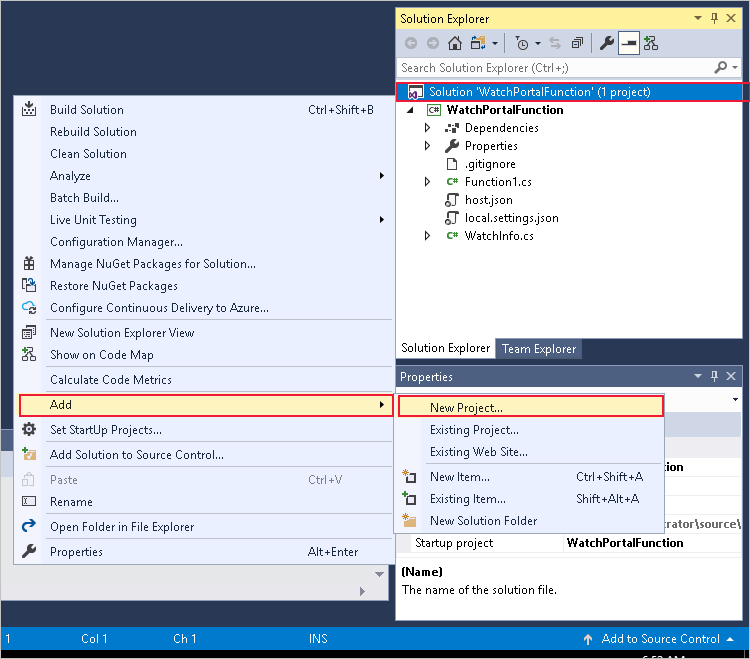 Solution Explorer
Search Solution Explorer (Ctrl+;)
Solution 'WatchPortalFunction' (1 project)
C# WatchPortalFunction
Dependencies
Properties
.gitignore
C# Function1.cs
host.json
local.settings.json
C# WatchInfo.cs
Solution Explorer Team Explorer
Build Solution Ctrl+Shift+B
Rebuild Solution
Clean Solution
Analyze
Batch Build...
Live Unit Testing
Configuration Manager...
Manage NuGet Packages for Solution...
Restore NuGet Packages
Configure Continuous Delivery to Azure...
New Solution Explorer View
Show on Code Map
Calculate Code Metrics
Add
Set StartUp Projects...
Add Solution to Source Control...
Paste Ctrl+V
Rename
Open Folder in File Explorer
Properties Alt+Enter
Properties
New Project...
Existing Project...
Existing Web Site...
New Item... Ctrl+Shift+A
Existing Item... Shift+Alt+A
New Solution Folder
ion
rator\source\
Startup project WatchPortalFunction
(Name)
The name of the solution file.
1 Col 1 Ch 1 INS Add to Source Control